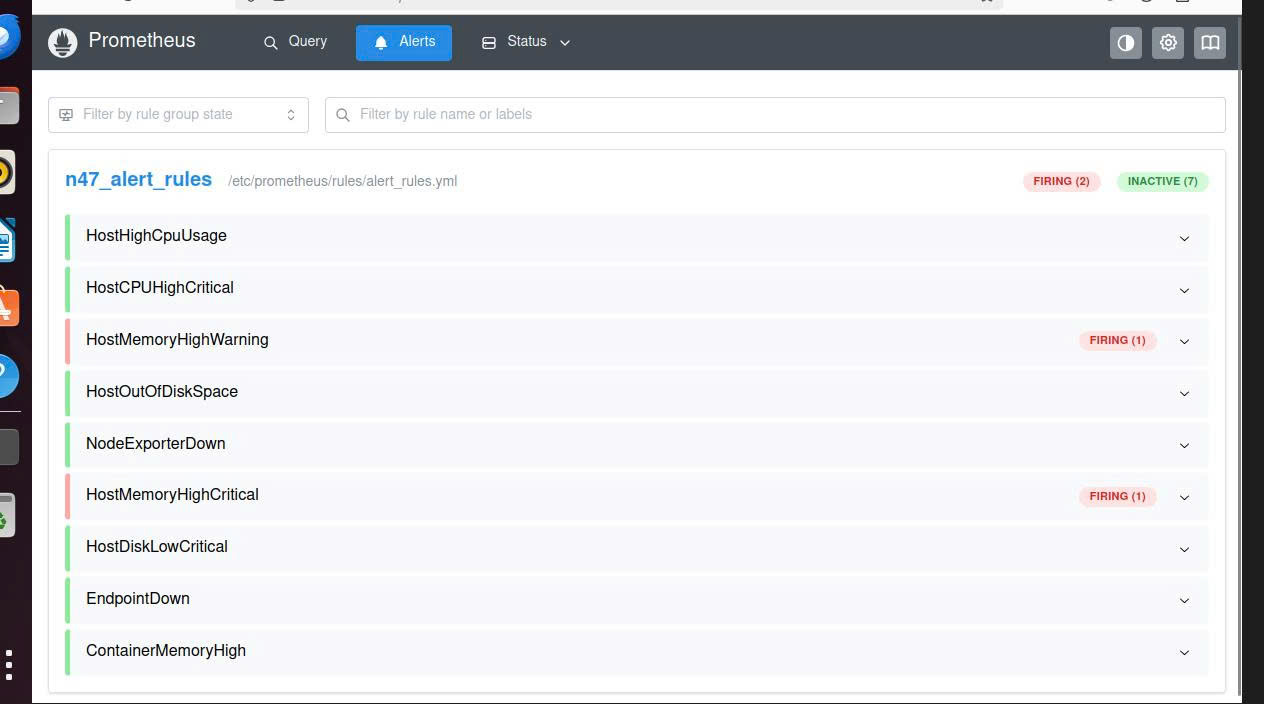 Prometheus Query Alerts Status
Filter by rule group state Filter by rule name or labels
n47_alert_rules /etc/prometheus/rules/alert_rules.yml FIRING (2) INACTIVE (7)
HostHighCpuUsage
HostCPUHighCritical
HostMemoryHighWarning FIRING (1)
HostOutOfDiskSpace
NodeExporterDown
HostMemoryHighCritical FIRING (1)
HostDiskLowCritical
EndpointDown
ContainerMemoryHigh